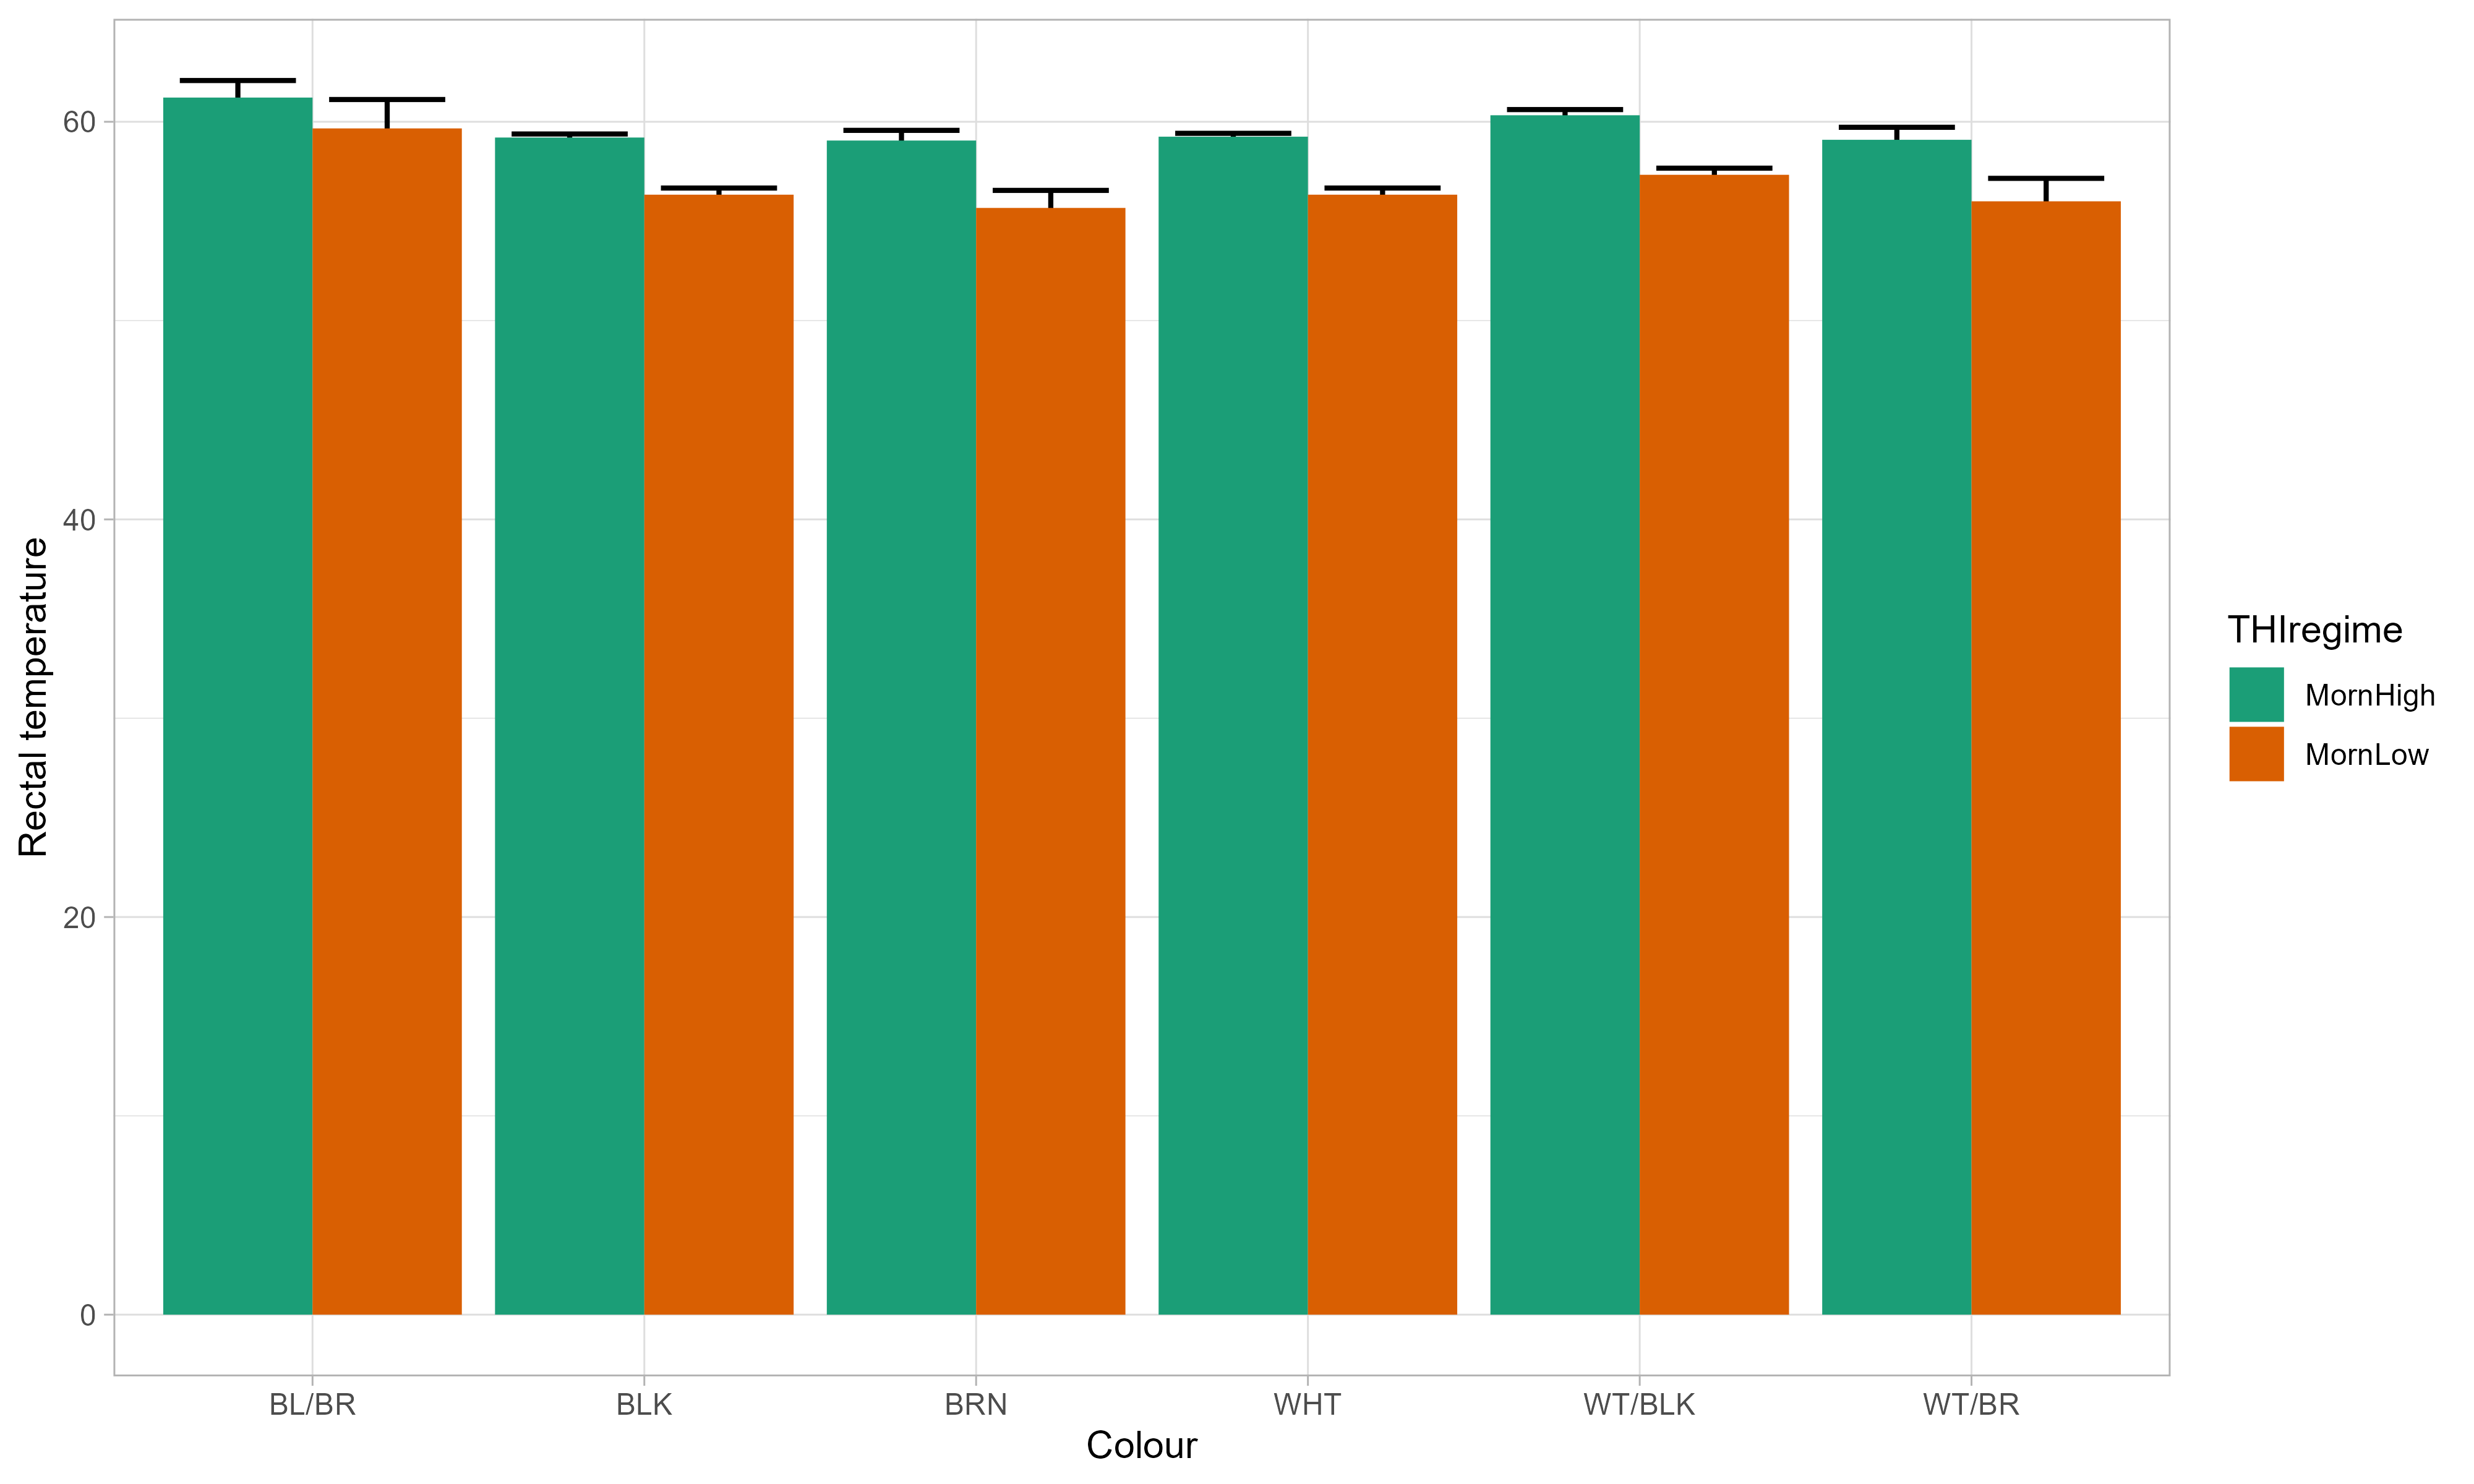 60
40
20
0
Rectal temperature
BL/BR BLK BRN WHT WT/BLK WT/BR
Colour
THIregime
MornHigh
MornLow